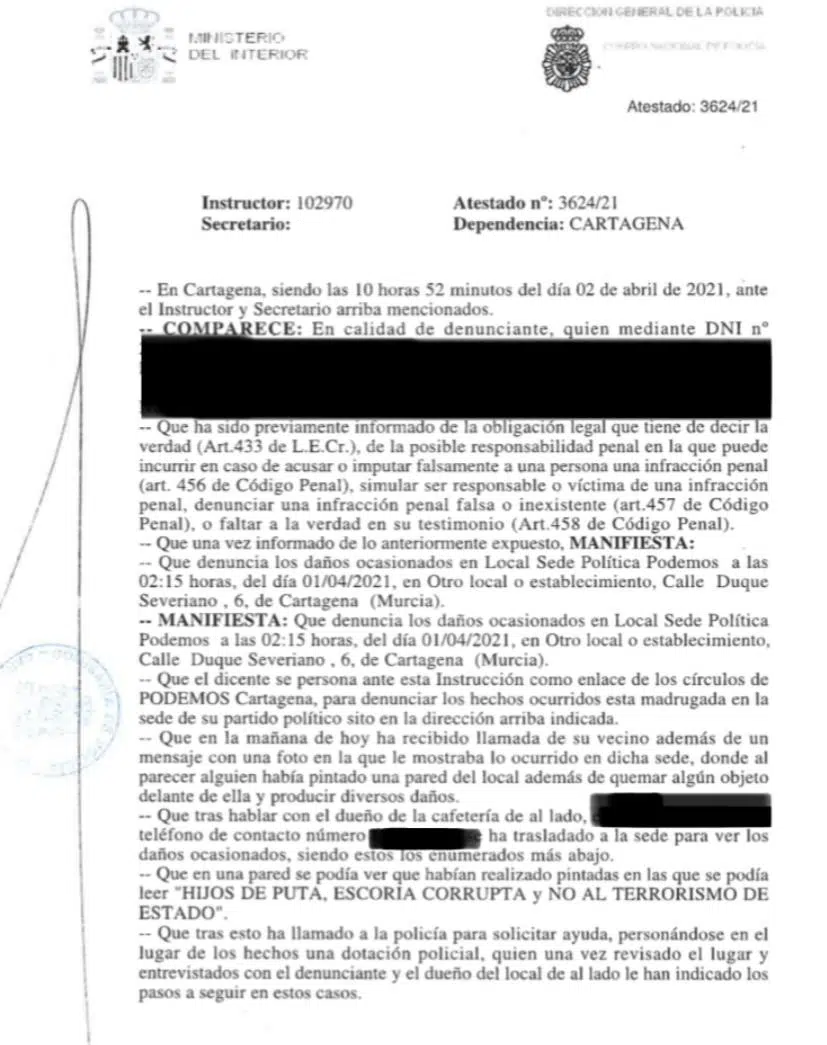 MINISTERIO
DEL INTERIOR
DIRECCION GENERAL DE LA POLICIA
CUERPO NACIONAL DE POLICIA
Atestado: 3624/21
Instructor: 102970
Atestado nº: 3624/21
Secretario:
Dependencia: CARTAGENA
-- En Cartagena, siendo las 10 horas 52 minutos del día 02 de abril de 2021, ante
el Instructor y Secretario arriba mencionados.
-- COMPARECE: En calidad de denunciante, quien mediante DNI nº
-- Que ha sido previamente informado de la obligación legal que tiene de decir la
verdad (Art.433 de L.E.Cr.), de la posible responsabilidad penal en la que puede
incurrir en caso de acusar o imputar falsamente a una persona una infracción penal
(art. 456 de Código Penal), simular ser responsable o víctima de una infracción
penal, denunciar una infracción penal falsa o inexistente (art.457 de Código
Penal), o faltar a la verdad en su testimonio (Art.458 de Código Penal).
-- Que una vez informado de lo anteriormente expuesto, MANIFIESTA:
-- Que denuncia los daños ocasionados en Local Sede Política Podemos a las
02:15 horas, del día 01/04/2021, en Otro local o establecimiento, Calle Duque
Severiano , 6, de Cartagena (Murcia).
-- MANIFIESTA: Que denuncia los daños ocasionados en Local Sede Política
Podemos a las 02:15 horas, del día 01/04/2021, en Otro local o establecimiento,
Calle Duque Severiano , 6, de Cartagena (Murcia).
-- Que el dicente se persona ante esta Instrucción como enlace de los círculos de
PODEMOS Cartagena, para denunciar los hechos ocurridos esta madrugada en la
sede de su partido político sito en la dirección arriba indicada.
-- Que en la mañana de hoy ha recibido llamada de su vecino además de un
mensaje con una foto en la que le mostraba lo ocurrido en dicha sede, donde al
parecer alguien había pintado una pared del local además de quemar algún objeto
delante de ella y producir diversos daños.
-- Que tras hablar con el dueño de la cafetería de al lado,
teléfono de contacto número ha trasladado a la sede para ver los
daños ocasionados, siendo estos los enumerados más abajo.
-- Que en una pared se podía ver que habían realizado pintadas en las que se podía
leer "HIJOS DE PUTA, ESCORIA CORRUPTA y NO AL TERRORISMO DE
ESTADO".
-- Que tras esto ha llamado a la policía para solicitar ayuda, personándose en el
lugar de los hechos una dotación policial, quien una vez revisado el lugar y
entrevistados con el denunciante y el dueño del local de al lado le han indicado los
pasos a seguir en estos casos.